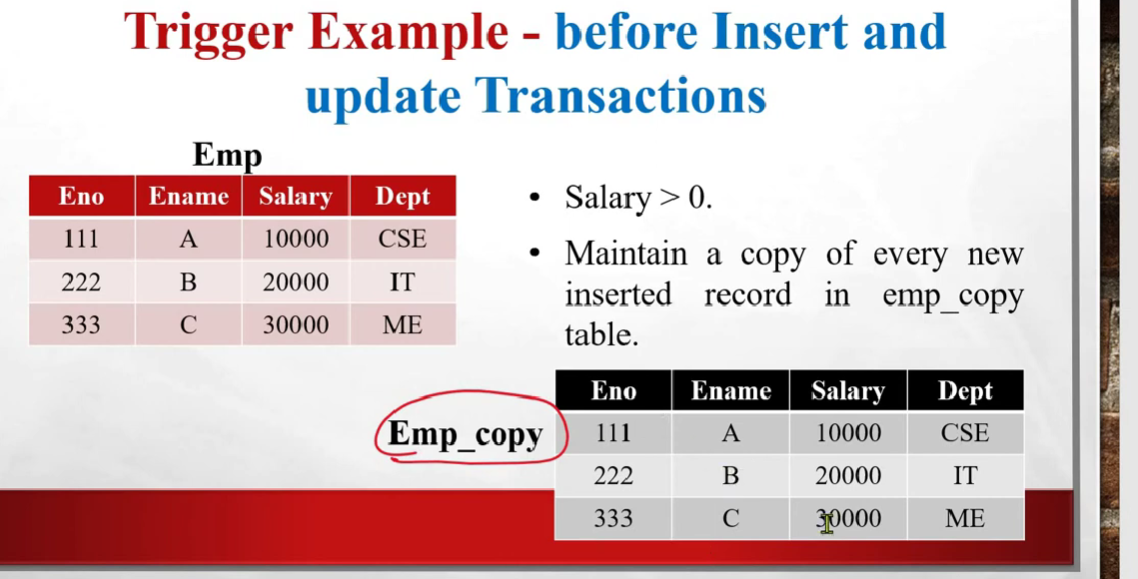 Trigger Example - before Insert and
update Transactions
Emp
Eno Ename Salary Dept
111 A 10000 CSE
222 B 20000 IT
333 C 30000 ME
• Salary > 0.
• Maintain a copy of every new
inserted record in emp_copy
table.
Emp_copy
Eno Ename Salary Dept
111 A 10000 CSE
222 B 20000 IT
333 C 30000 ME